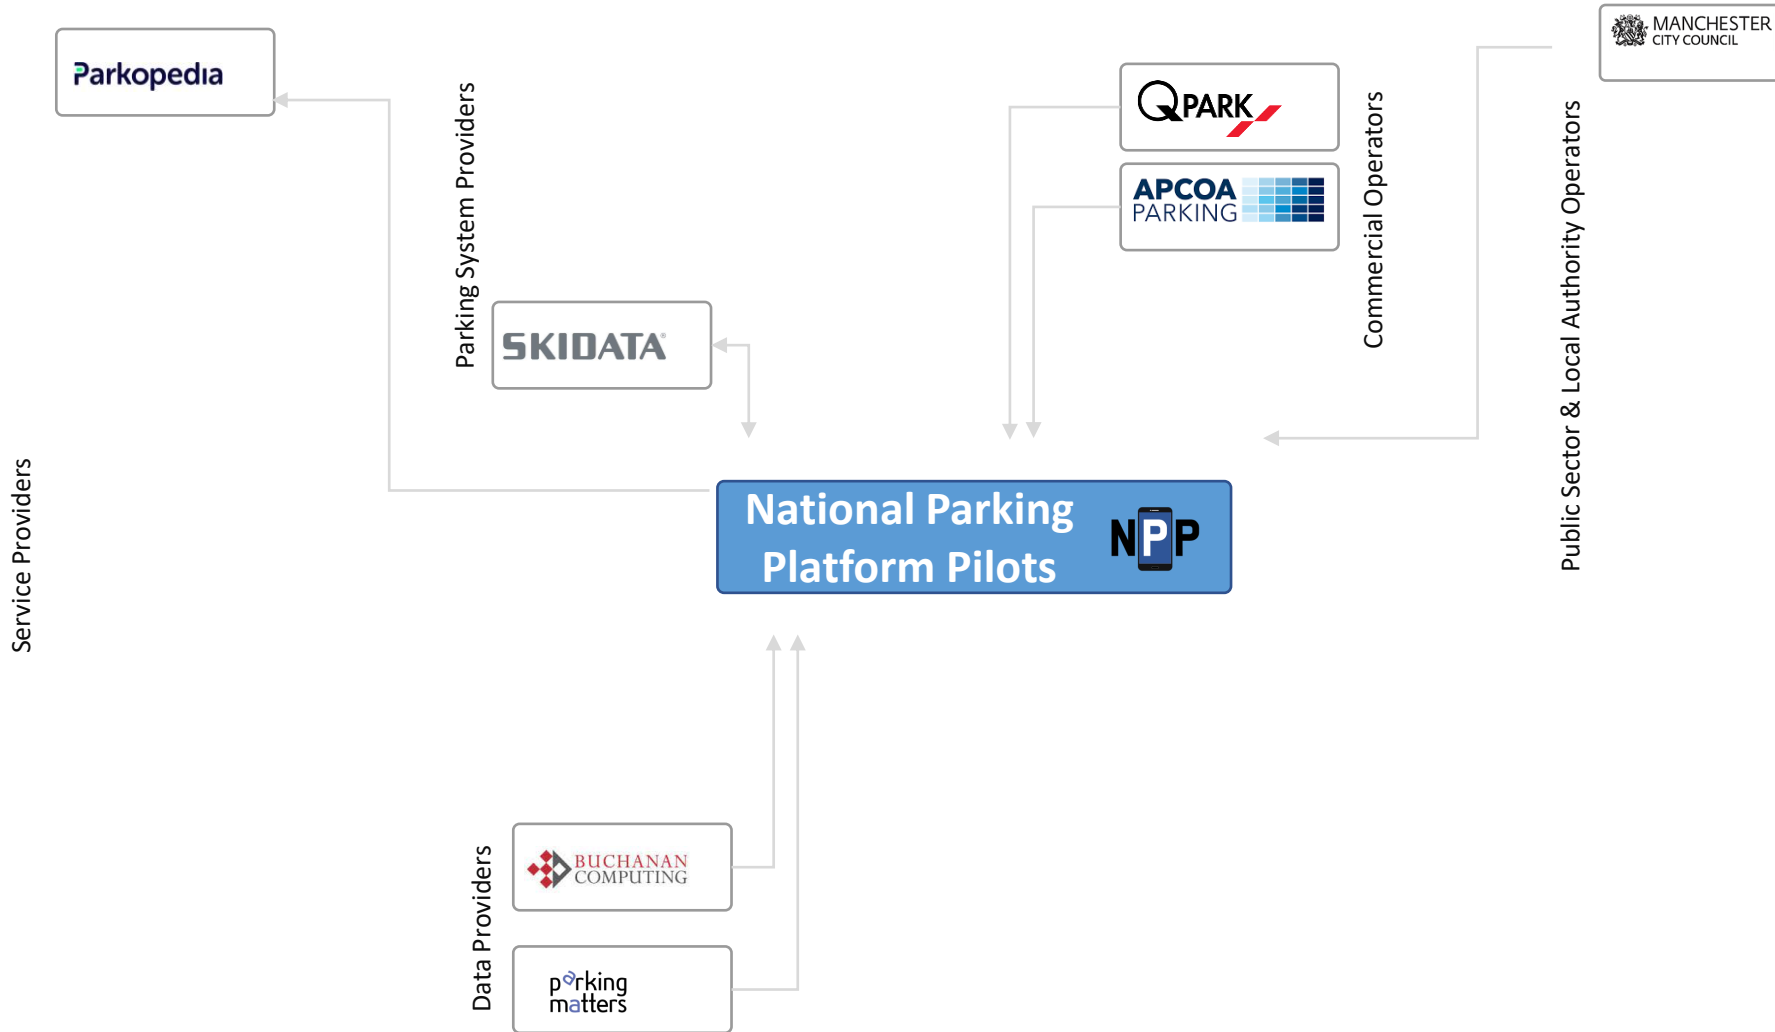 MANCHESTER
CITY COUNCIL
Parkopedia
Q PARK
APCOA
PARKING
Parking System Providers
Commercial Operators
Public Sector & Local Authority Operators
SKIDATA
Service Providers
National Parking
Platform Pilots
NPP
BUCHANAN
COMPUTING
Data Providers
parking
matters